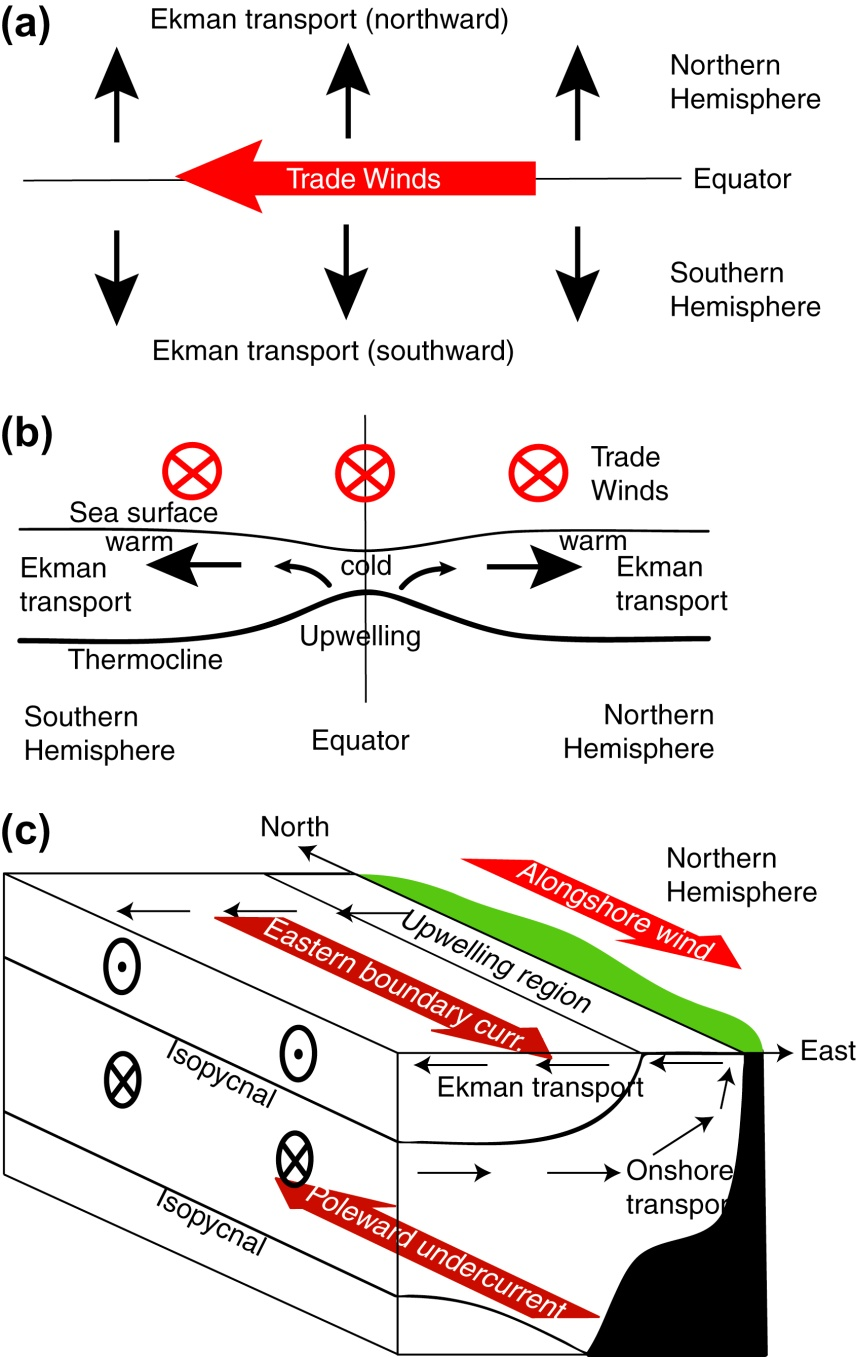 (a)
Ekman transport (northward)
Northern
Hemisphere
Trade Winds
Equator
Southern
Hemisphere
Ekman transport (southward)
(b)
Trade
Winds
Sea surface
warm
warm
cold
Ekman
transport
Ekman
transport
Upwelling
Thermocline
Southern
Hemisphere
Equator
Northern
Hemisphere
(c)
North
Northern
Hemisphere
Alongshore wind
Upwelling region
Eastern boundary curr.
East
Isopycnal
Ekman transport
Onshore
transpor
Isopycnal
Poleward undercurrent